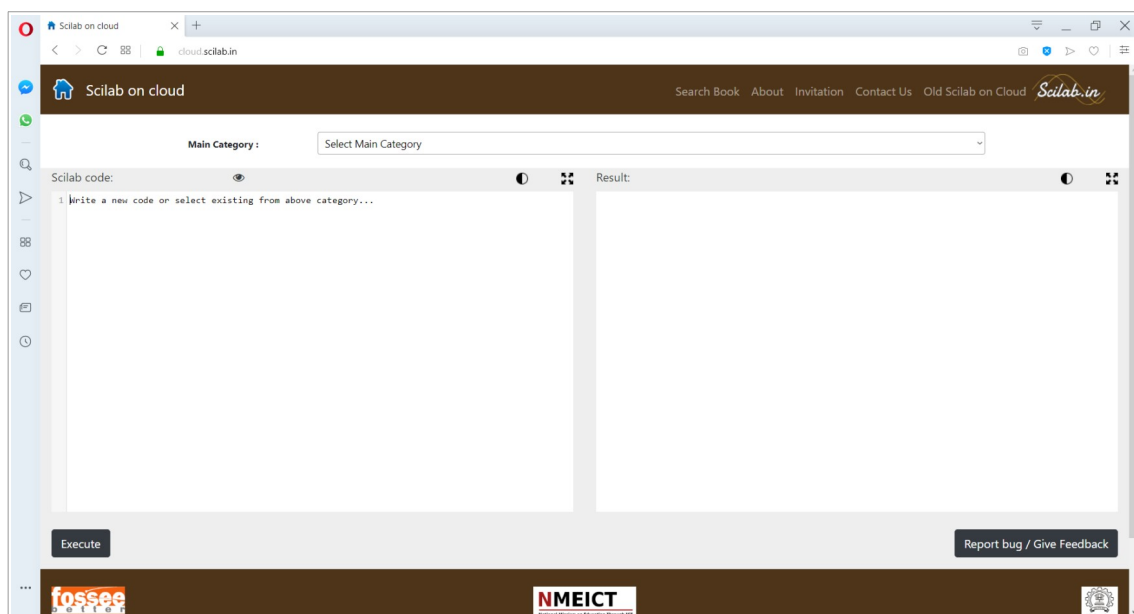 Scilab on cloud
cloud.scilab.in
Scilab on cloud
Search Book About Invitation Contact Us Old Scilab on Cloud Scilab.in
Main Category : Select Main Category
Scilab code: Result:
1 Write a new code or select existing from above category...
Execute Report bug / Give Feedback
fossee NMEICT
better